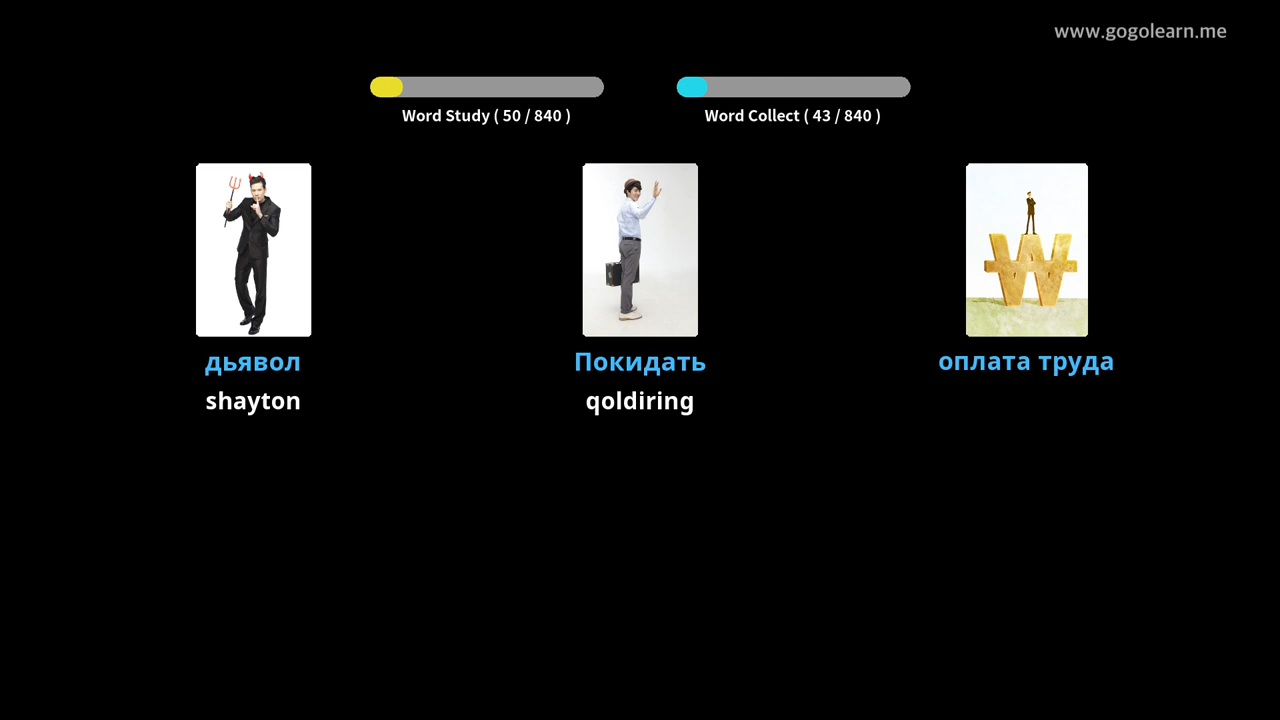 www.gogolearn.me
Word Study ( 50 / 840 )
Word Collect ( 43 / 840 )
дьявол
Покидать
оплата труда
shayton
qoldiring